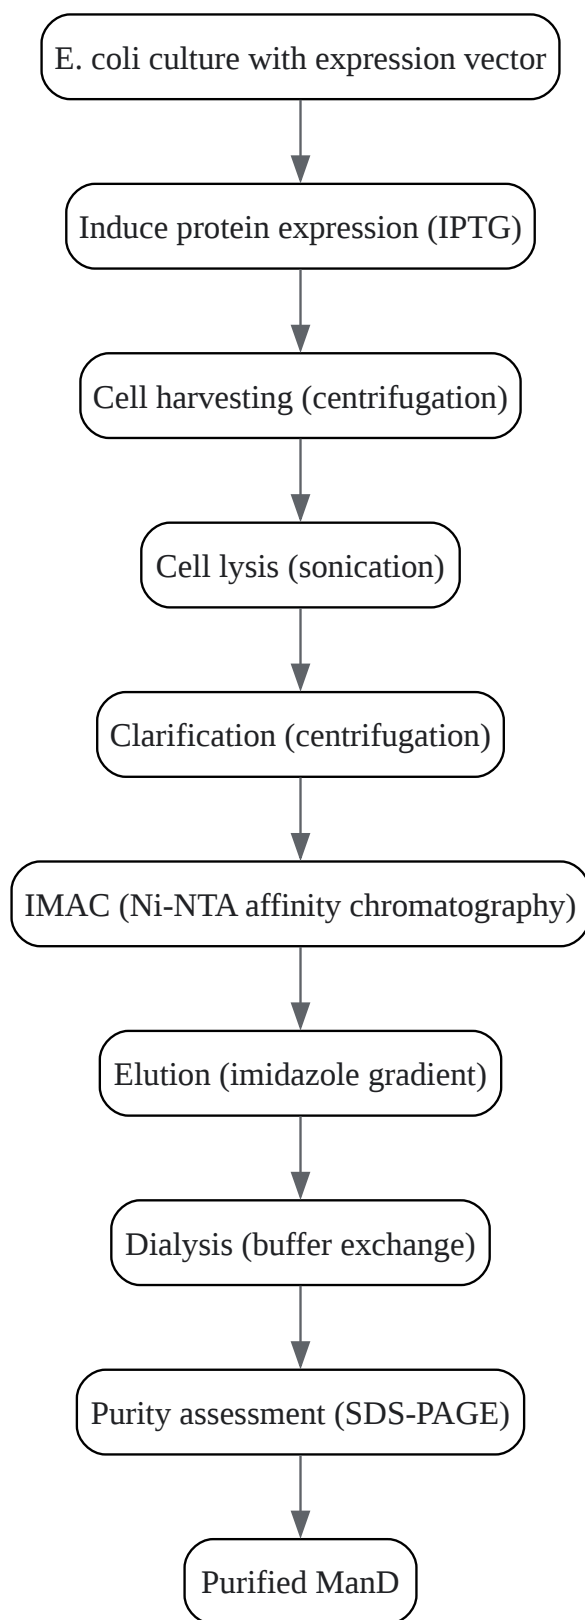 E. coli culture with expression vector
Induce protein expression (IPTG)
Cell harvesting (centrifugation)
Cell lysis (sonication)
Clarification (centrifugation)
IMAC (Ni-NTA affinity chromatography)
Elution (imidazole gradient)
Dialysis (buffer exchange)
Purity assessment (SDS-PAGE)
Purified ManD